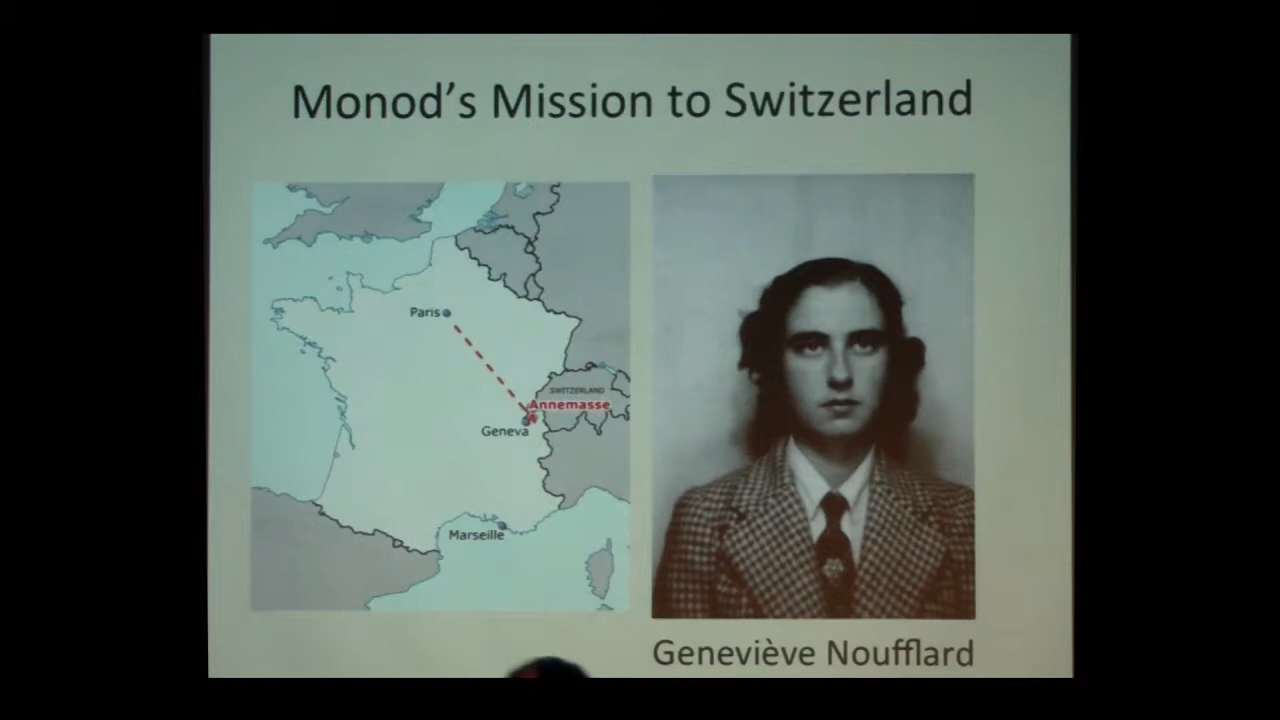 Monod's Mission to Switzerland
Paris
SWITZERLAND
Annemasse
Geneva
Marseille
Geneviève Noufflard